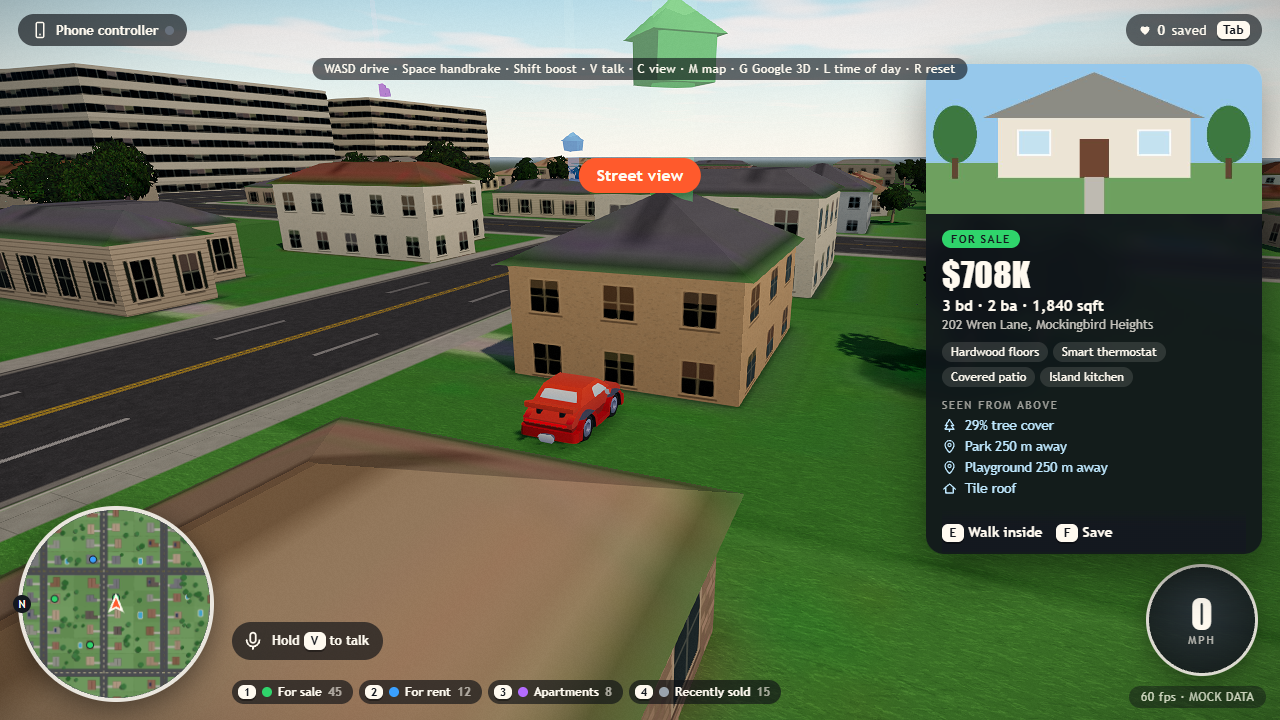 Phone controller
0 saved Tab
WASD drive · Space handbrake · Shift boost · V talk · C view · M map · G Google 3D · L time of day · R reset
Street view
FOR SALE
$708K
3 bd · 2 ba · 1,840 sqft
202 Wren Lane, Mockingbird Heights
Hardwood floors Smart thermostat
Covered patio Island kitchen
SEEN FROM ABOVE
29% tree cover
Park 250 m away
Playground 250 m away
Tile roof
E Walk inside F Save
N
0
MPH
Hold V to talk
1 For sale 45 2 For rent 12 3 Apartments 8 4 Recently sold 15
60 fps · MOCK DATA